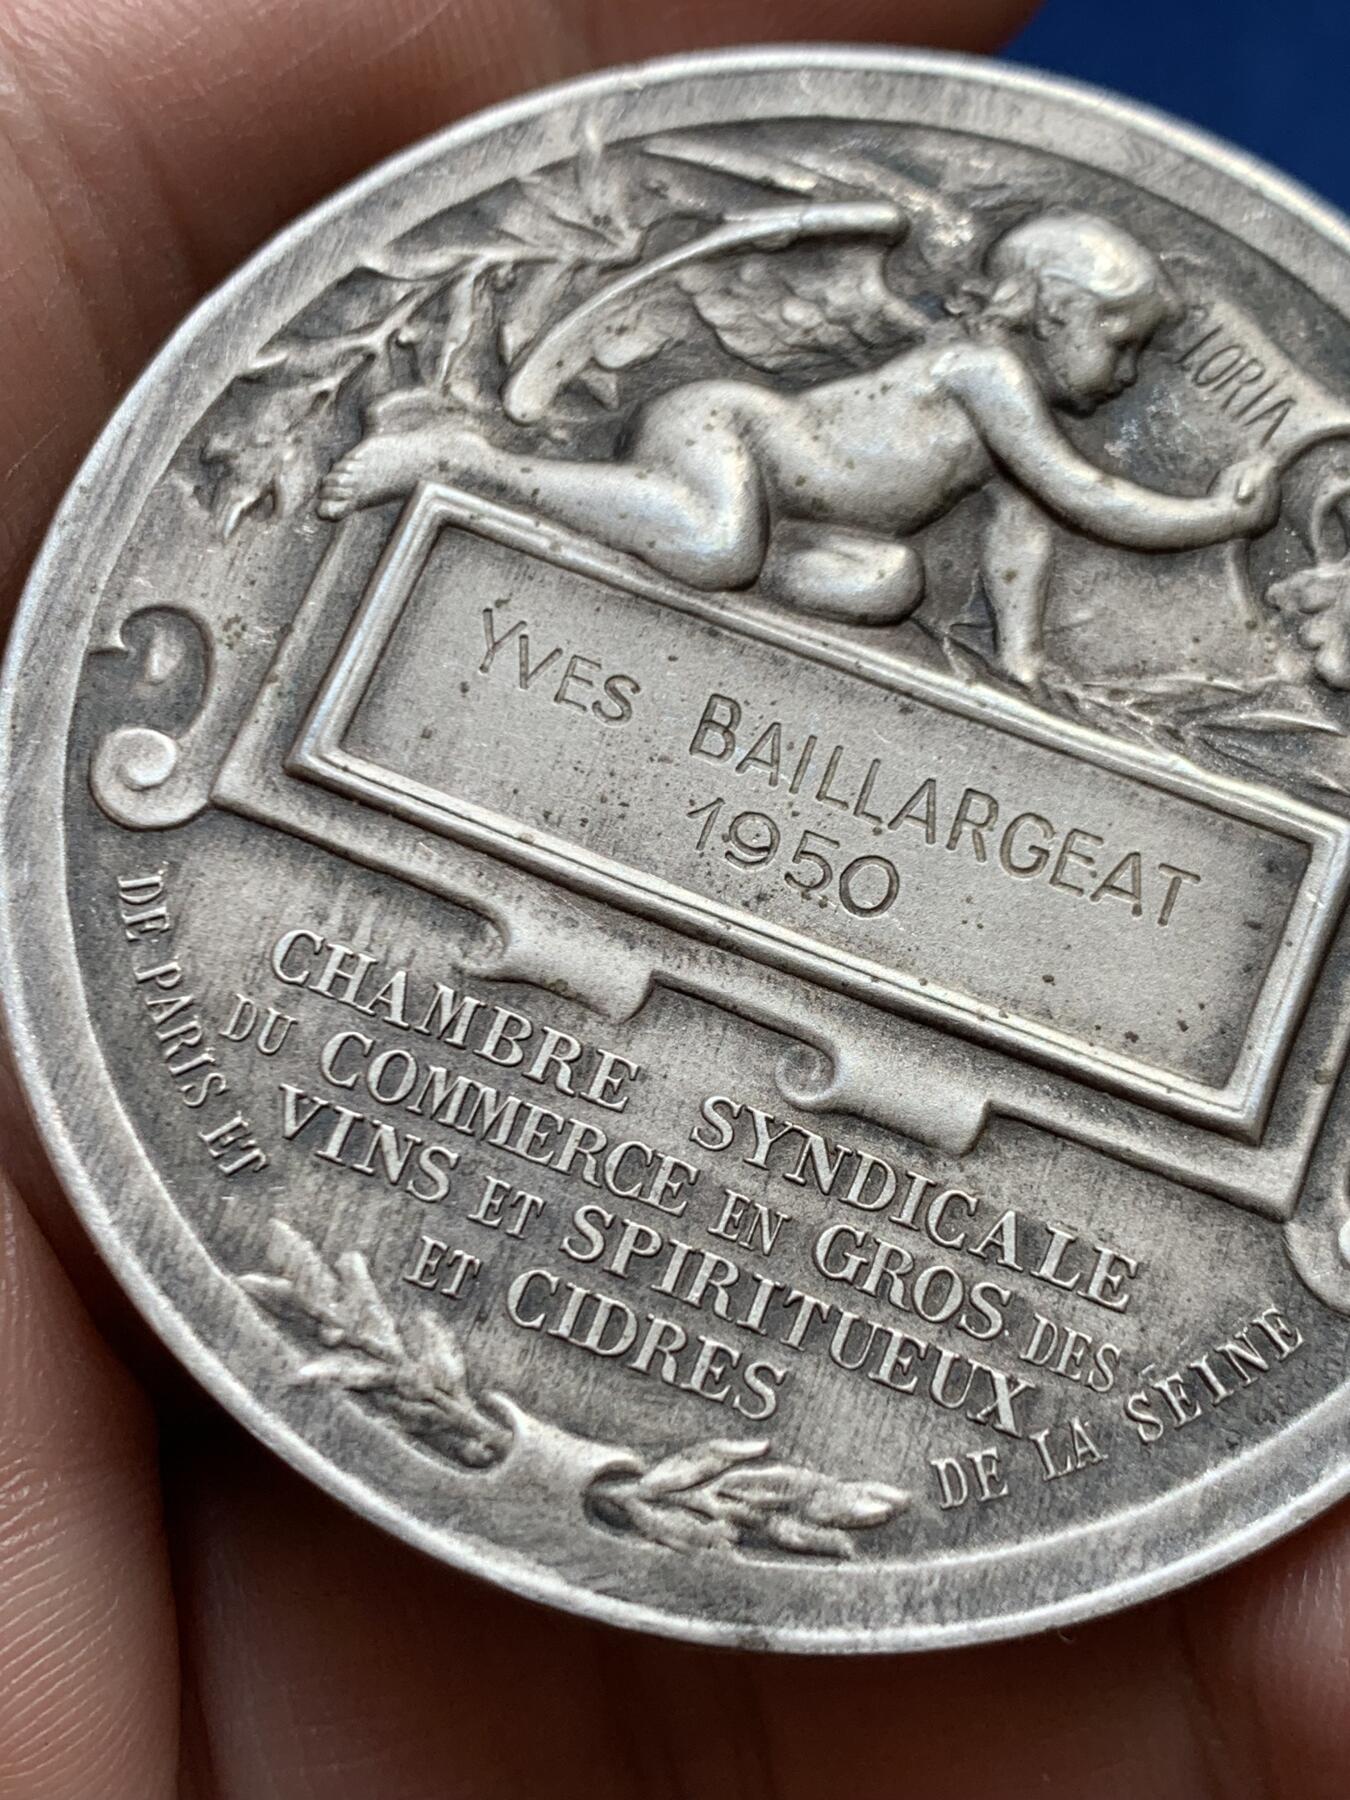 GLORIA
YVES BAILLARGEAT
1950
CHAMBRE SYNDICALE
DU COMMERCE EN GROS DES
VINS ET SPIRITUEUX
ET CIDRES
DE PARIS ET
DE LA SEINE